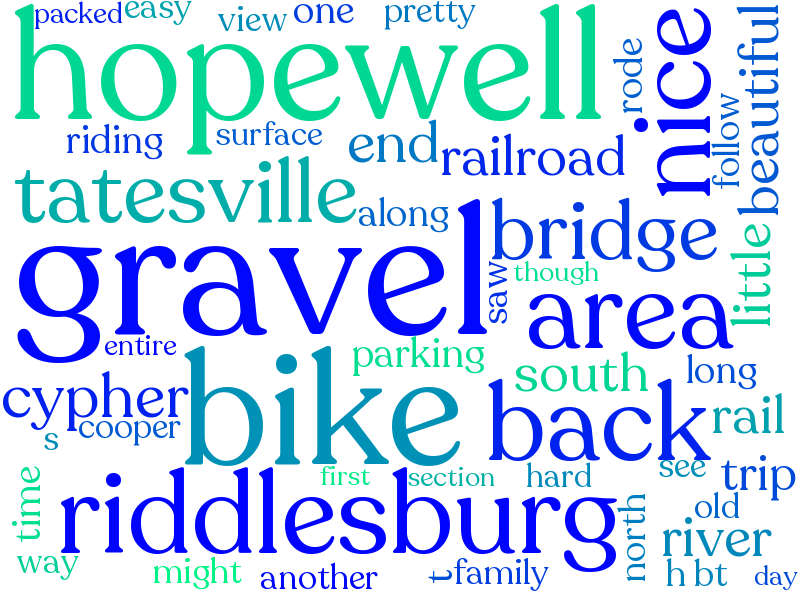 packed
easy
view
one
pretty
hopewell
nice
rode
beautiful
follow
riding
surface
end
railroad
tatesville
along
bridge
gravel
saw
though
little
area
entire
parking
south
long
cypher
bike
back
rail
s
cooper
riddlesburg
first
section
hard
see
trip
time
old
north
river
way
might
another
t
family
h bt
day